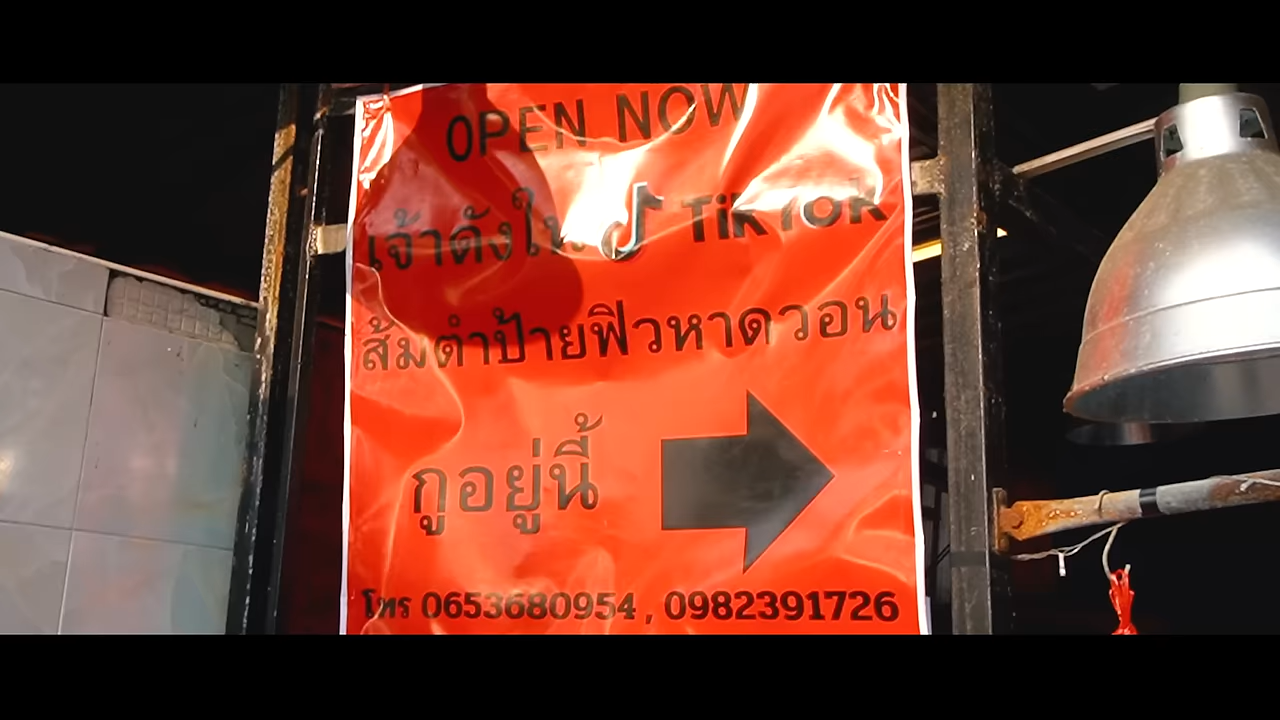 OPEN NOW
เจ้าดังใน TikTok
ส้มตำป้ายฟิวหาดวอน
กูอยู่นี้
โทร 0653680954 , 0982391726